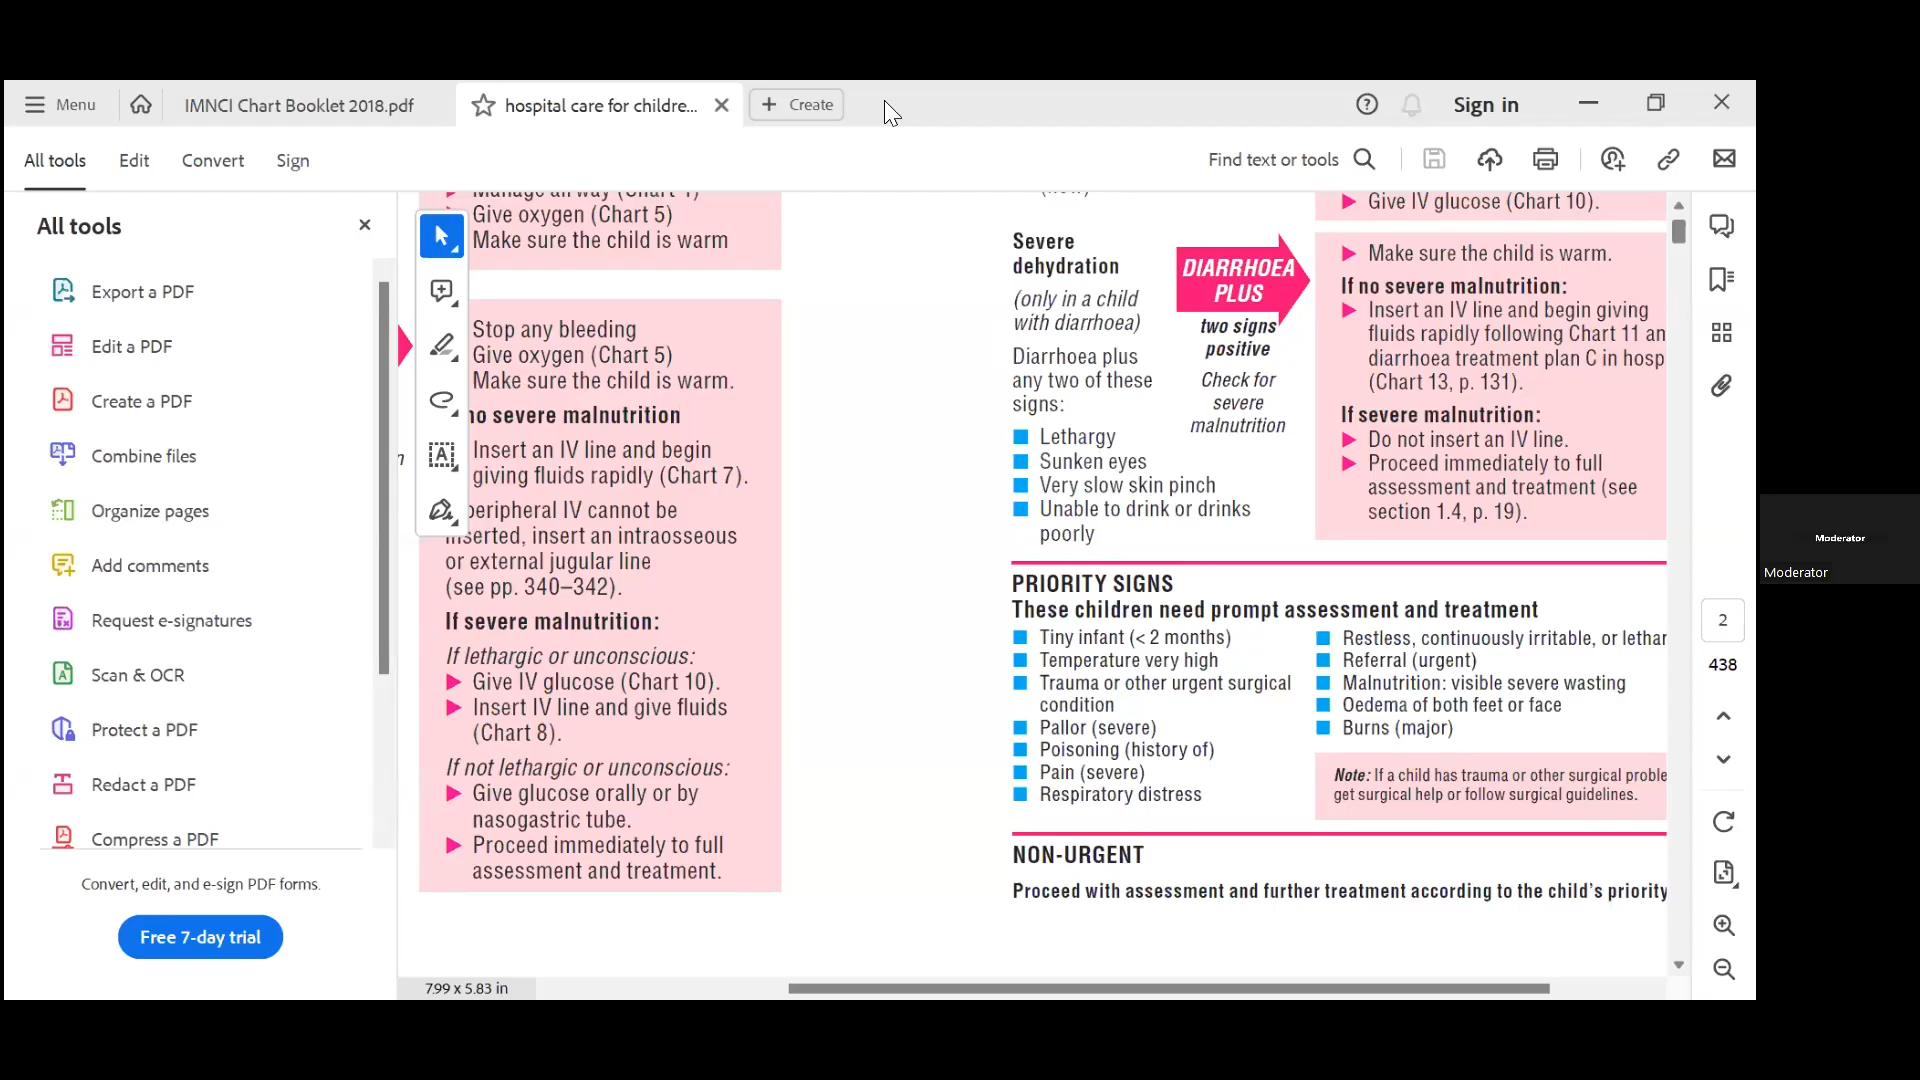 Menu
IMNCI Chart Booklet 2018.pdf
hospital care for childre...
Create
Sign in
All tools
Edit
Convert
Sign
Find text or tools
All tools
Export a PDF
Edit a PDF
Create a PDF
Combine files
Organize pages
Add comments
Request e-signatures
Scan & OCR
Protect a PDF
Redact a PDF
Compress a PDF
Convert, edit, and e-sign PDF forms.
Free 7-day trial
Give oxygen (Chart 5)
Make sure the child is warm
Stop any bleeding
Give oxygen (Chart 5)
Make sure the child is warm.
no severe malnutrition
Insert an IV line and begin
giving fluids rapidly (Chart 7).
peripheral IV cannot be
inserted, insert an intraosseous
or external jugular line
(see pp. 340–342).
If severe malnutrition:
If lethargic or unconscious:
Give IV glucose (Chart 10).
Insert IV line and give fluids
(Chart 8).
If not lethargic or unconscious:
Give glucose orally or by
nasogastric tube.
Proceed immediately to full
assessment and treatment.
7.99 x 5.83 in
Severe
dehydration
(only in a child
with diarrhoea)
Diarrhoea plus
any two of these
signs:
Lethargy
Sunken eyes
Very slow skin pinch
Unable to drink or drinks
poorly
DIARRHOEA
PLUS
two signs
positive
Check for
severe
malnutrition
Give IV glucose (Chart 10).
Make sure the child is warm.
If no severe malnutrition:
Insert an IV line and begin giving
fluids rapidly following Chart 11 an
diarrhoea treatment plan C in hosp
(Chart 13, p. 131).
If severe malnutrition:
Do not insert an IV line.
Proceed immediately to full
assessment and treatment (see
section 1.4, p. 19).
PRIORITY SIGNS
These children need prompt assessment and treatment
Tiny infant (< 2 months)
Temperature very high
Trauma or other urgent surgical
condition
Pallor (severe)
Poisoning (history of)
Pain (severe)
Respiratory distress
Restless, continuously irritable, or lethar
Referral (urgent)
Malnutrition: visible severe wasting
Oedema of both feet or face
Burns (major)
Note: If a child has trauma or other surgical proble
get surgical help or follow surgical guidelines.
NON-URGENT
Proceed with assessment and further treatment according to the child's priority
2
438
Moderator
Moderator